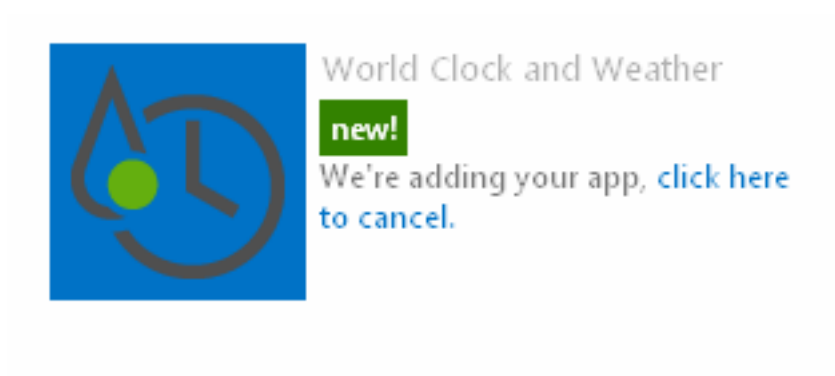 World Clock and Weather
new!
We're adding your app, click here
to cancel.